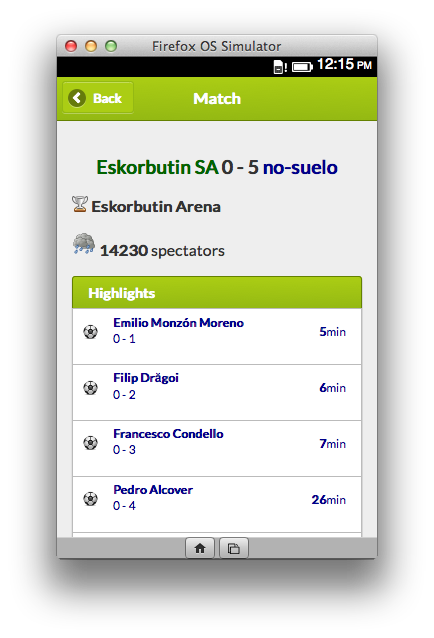 Firefox OS Simulator
12:15 PM
Back
Match
Eskorbutin SA 0 - 5 no-suelo
Eskorbutin Arena
14230 spectators
Highlights
Emilio Monzón Moreno
0 - 1
5min
Filip Drăgoi
0 - 2
6min
Francesco Condello
0 - 3
7min
Pedro Alcover
0 - 4
26min